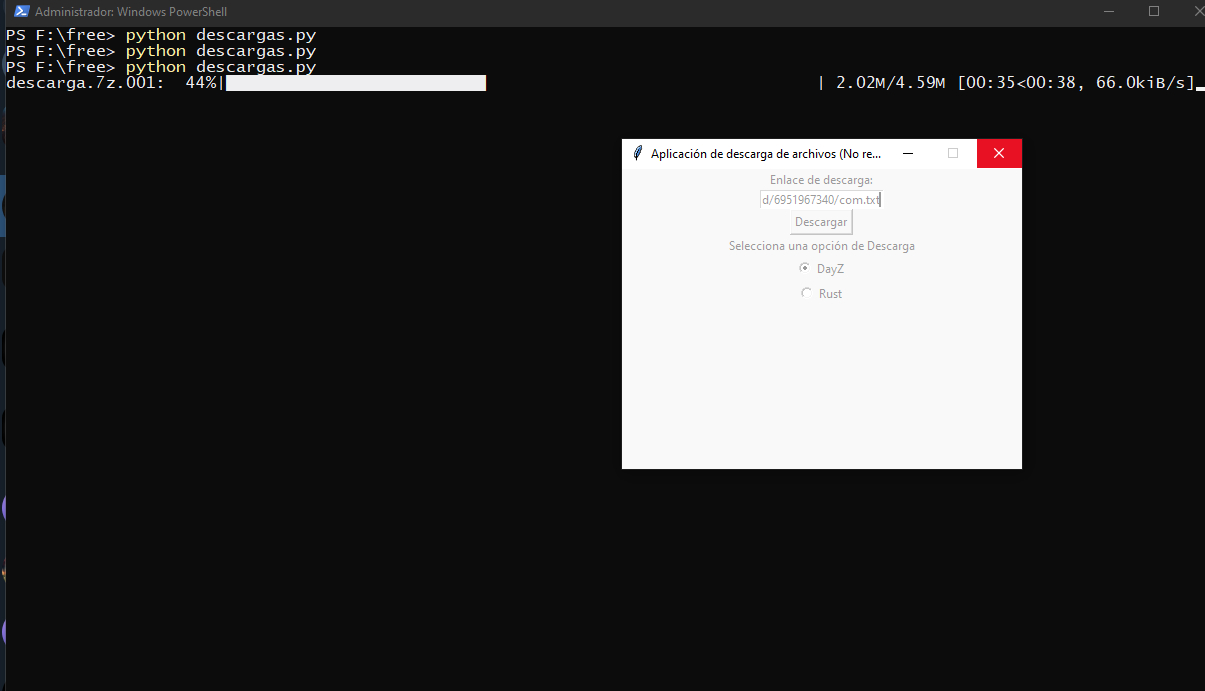 Administrador: Windows PowerShell
PS F:\free> python descargas.py
PS F:\free> python descargas.py
PS F:\free> python descargas.py
descarga.7z.001:  44%| | 2.02M/4.59M [00:35<00:38, 66.0kiB/s]
Aplicación de descarga de archivos (No re...
Enlace de descarga:
d/6951967340/com.txt
Descargar
Selecciona una opción de Descarga
DayZ
Rust